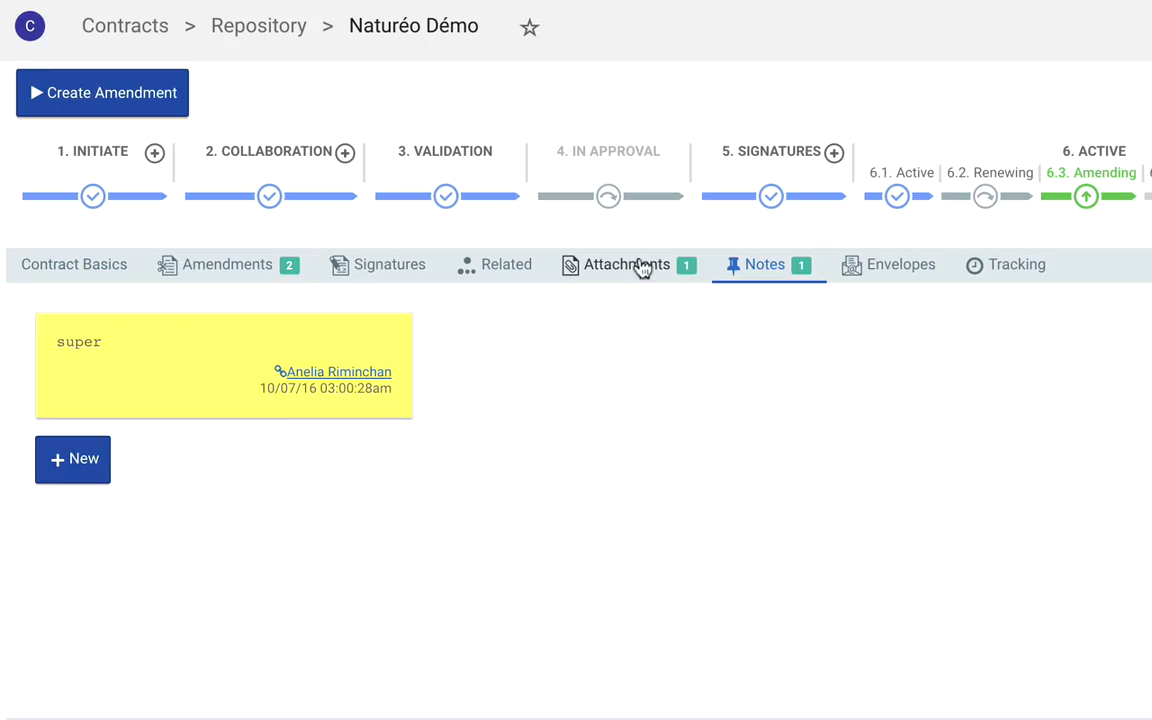 C Contracts > Repository > Naturéo Démo
Create Amendment
1. INITIATE 2. COLLABORATION 3. VALIDATION 4. IN APPROVAL 5. SIGNATURES 6. ACTIVE
6.1. Active 6.2. Renewing 6.3. Amending
Contract Basics Amendments 2 Signatures Related Attachments 1 Notes 1 Envelopes Tracking
super
Anelia Riminchan
10/07/16 03:00:28am
+ New